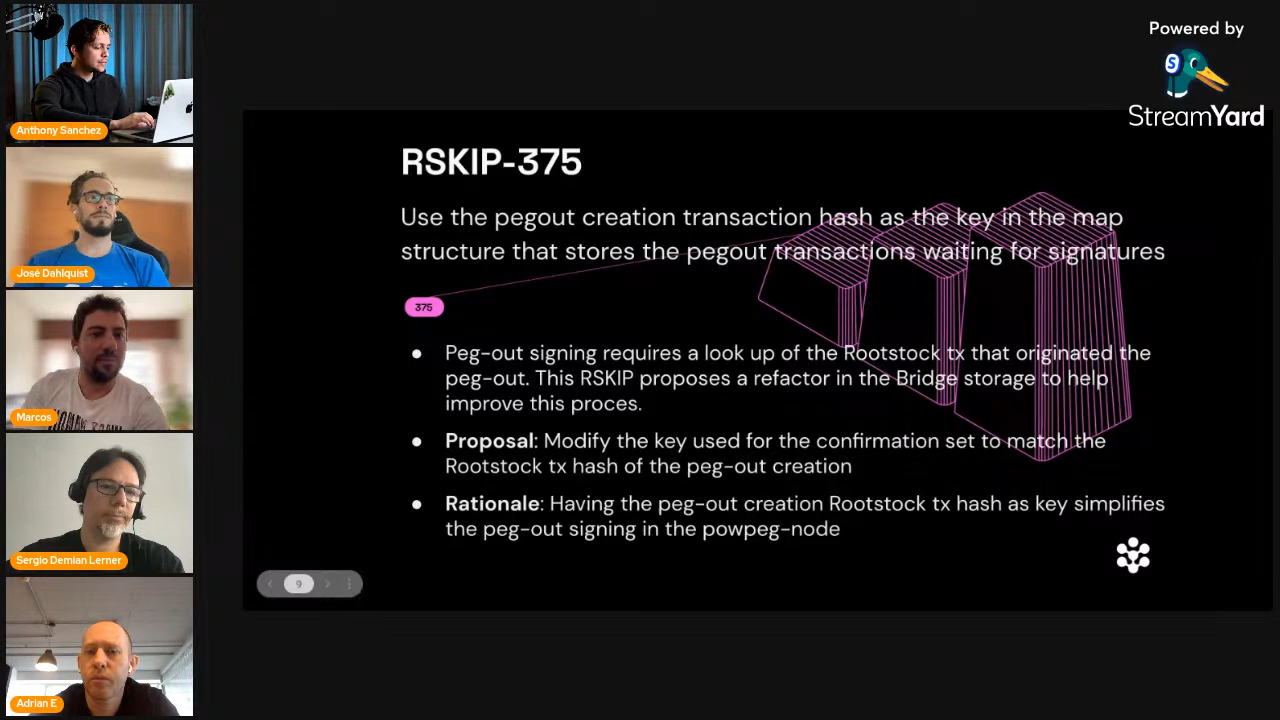 Powered by
StreamYard
Anthony Sanchez
José Dahlquist
Marcos
Sergio Demian Lerner
Adrian E
RSKIP-375
Use the pegout creation transaction hash as the key in the map
structure that stores the pegout transactions waiting for signatures
375
● Peg-out signing requires a look up of the Rootstock tx that originated the
peg-out. This RSKIP proposes a refactor in the Bridge storage to help
improve this proces.
● Proposal: Modify the key used for the confirmation set to match the
Rootstock tx hash of the peg-out creation
● Rationale: Having the peg-out creation Rootstock tx hash as key simplifies
the peg-out signing in the powpeg-node
9